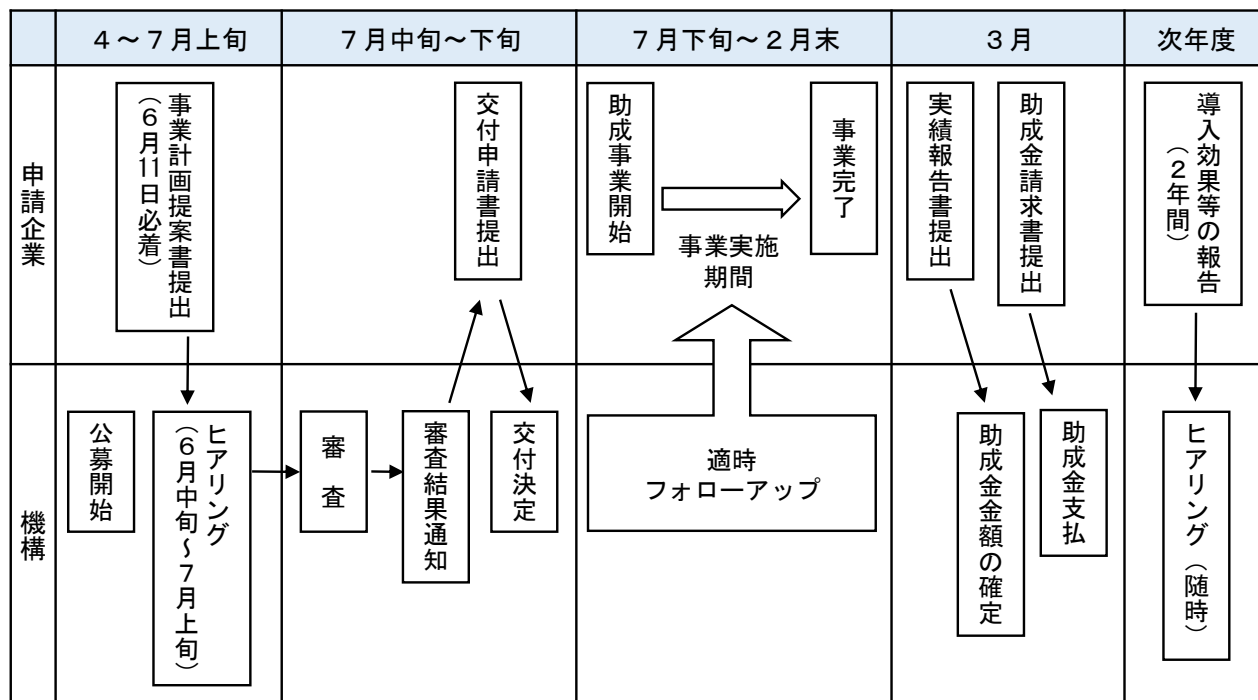 ４～７月上旬
７月中旬～下旬
７月下旬～２月末
３月
次年度
申請企業
事業計画提案書提出
（６月11日必着）
交付申請書提出
助成事業開始
事業実施
期間
事業完了
実績報告書提出
助成金請求書提出
導入効果等の報告
（２年間）
機構
公募開始
ヒアリング
（６月中旬～７月上旬）
審査
審査結果通知
交付決定
適時
フォローアップ
助成金金額の確定
助成金支払
ヒアリング（随時）